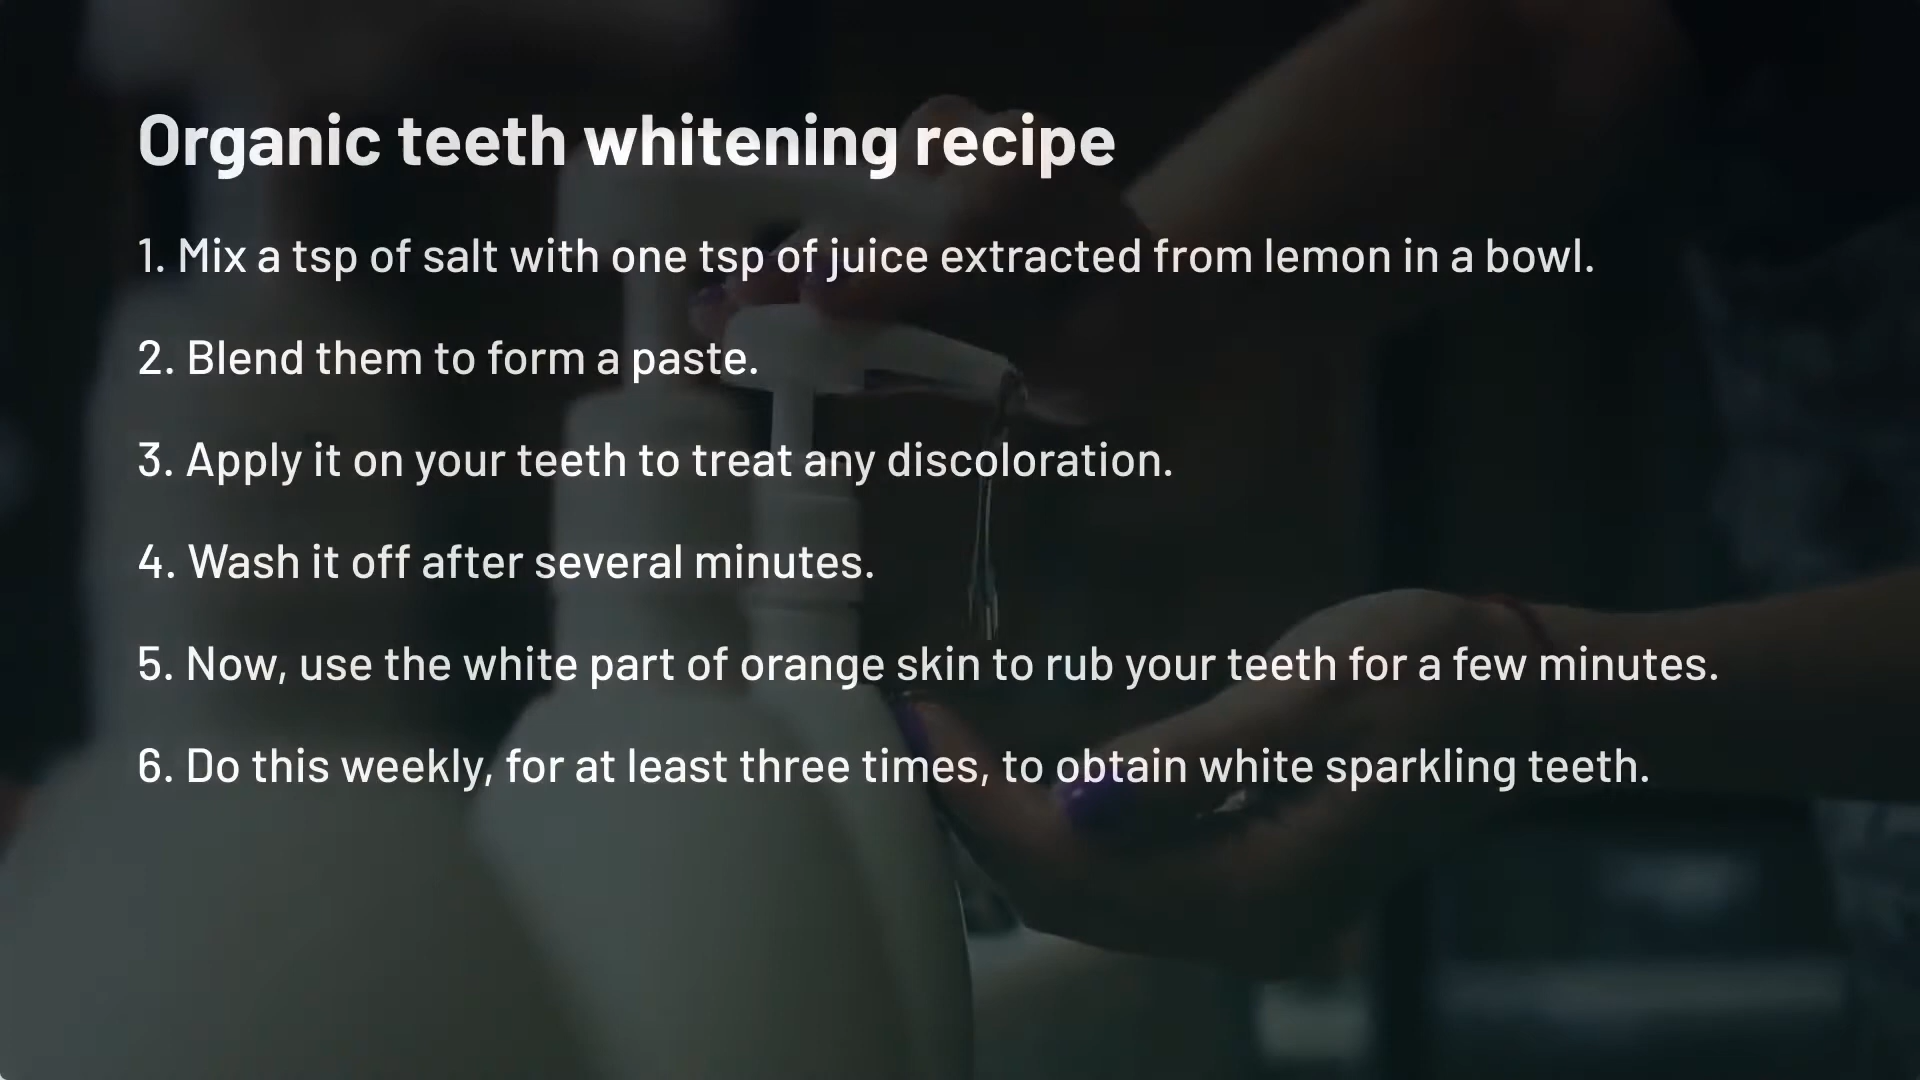 Organic teeth whitening recipe
1. Mix a tsp of salt with one tsp of juice extracted from lemon in a bowl.
2. Blend them to form a paste.
3. Apply it on your teeth to treat any discoloration.
4. Wash it off after several minutes.
5. Now, use the white part of orange skin to rub your teeth for a few minutes.
6. Do this weekly, for at least three times, to obtain white sparkling teeth.